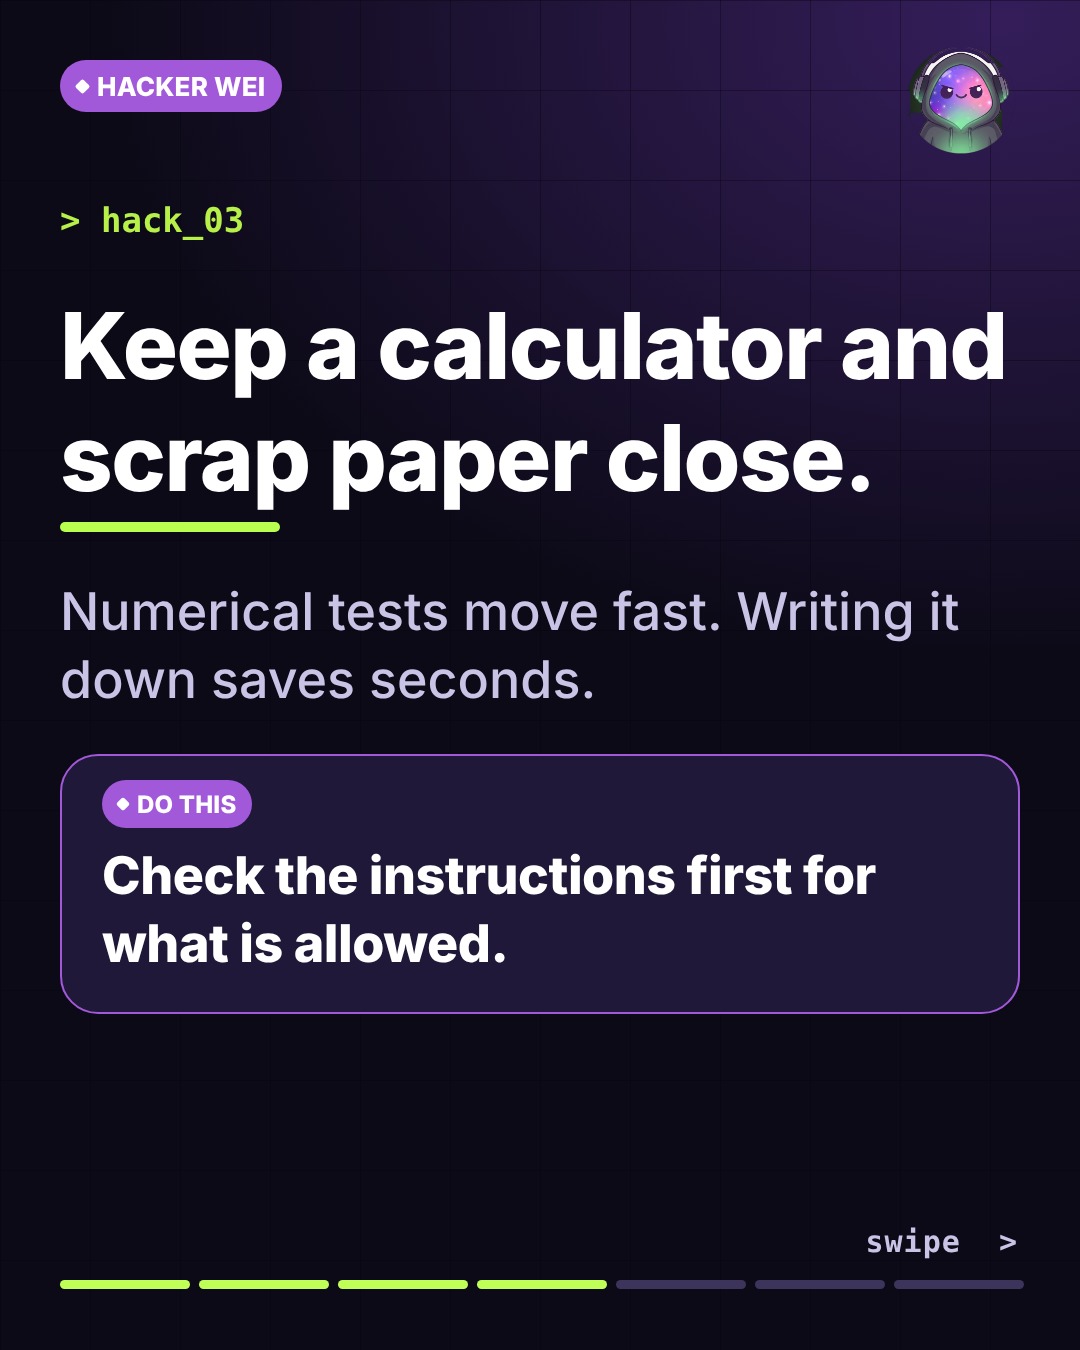 HACKER WEI
> hack_03
Keep a calculator and
scrap paper close.
Numerical tests move fast. Writing it
down saves seconds.
DO THIS
Check the instructions first for
what is allowed.
swipe >